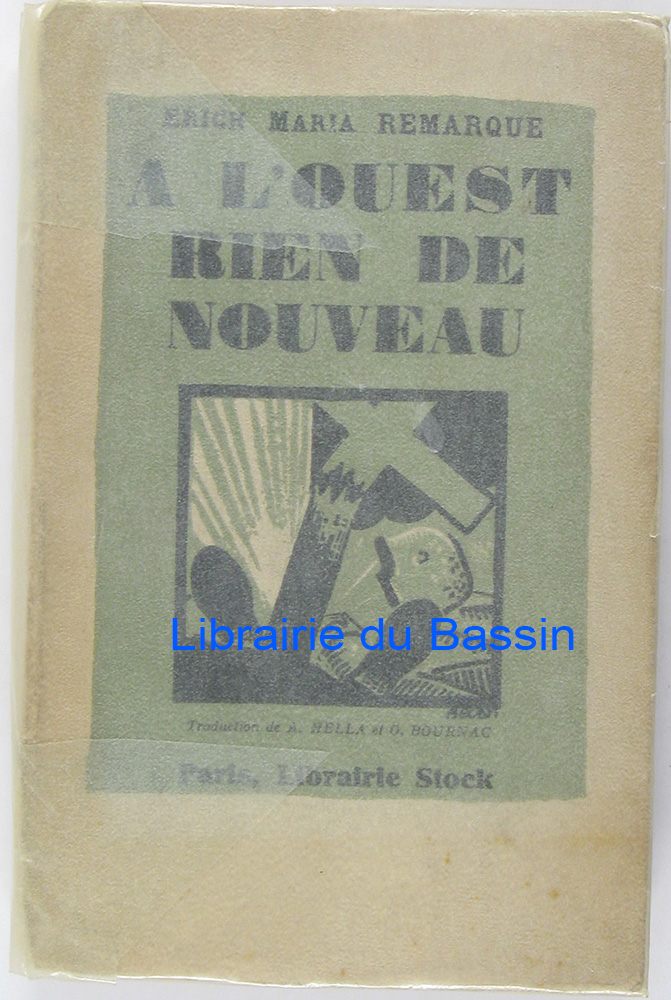 ERICH MARIA REMARQUE
A L'OUEST
RIEN DE
NOUVEAU
Librairie du Bassin
Traduction de A. HELLA et O. BOURNAC
Paris, Librairie Stock